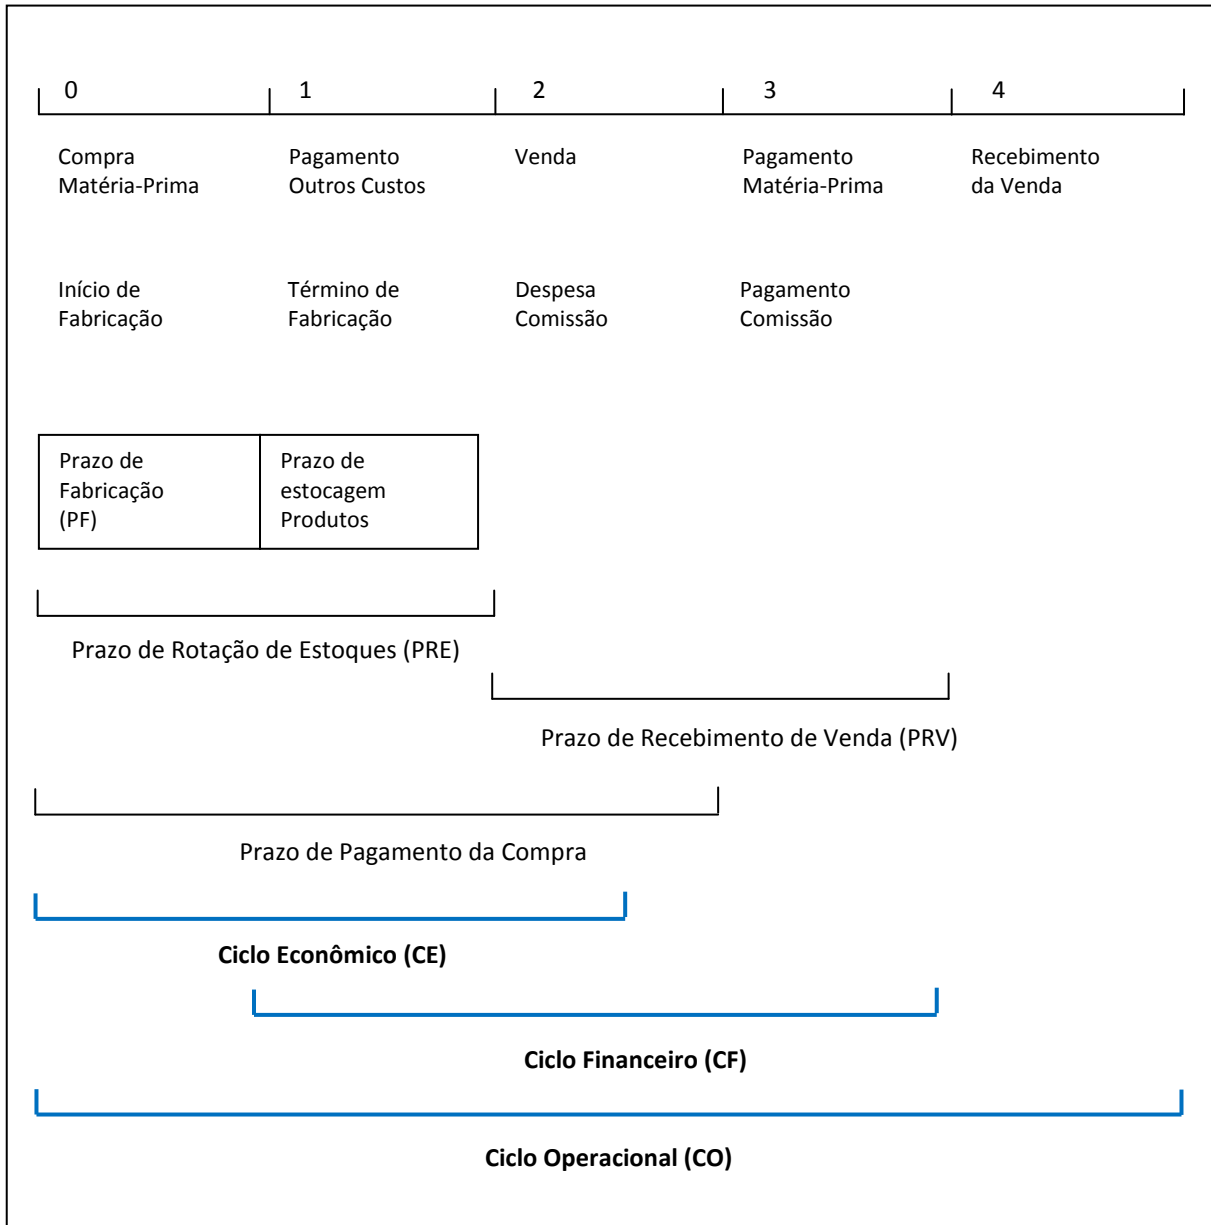 0 1 2 3 4
Compra Pagamento Venda Pagamento Recebimento
Matéria-Prima Outros Custos Matéria-Prima da Venda
Início de Término de Despesa Pagamento
Fabricação Fabricação Comissão Comissão
Prazo de Prazo de
Fabricação estocagem
(PF) Produtos
Prazo de Rotação de Estoques (PRE)
Prazo de Recebimento de Venda (PRV)
Prazo de Pagamento da Compra
Ciclo Econômico (CE)
Ciclo Financeiro (CF)
Ciclo Operacional (CO)